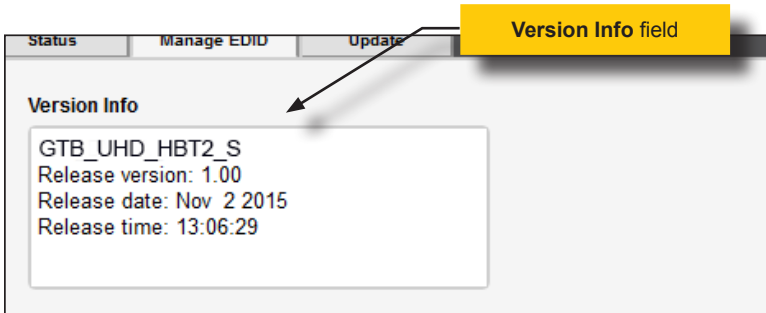 Version Info field
Status Manage EDID Update
Version Info
GTB_UHD_HBT2_S
Release version: 1.00
Release date: Nov 2 2015
Release time: 13:06:29